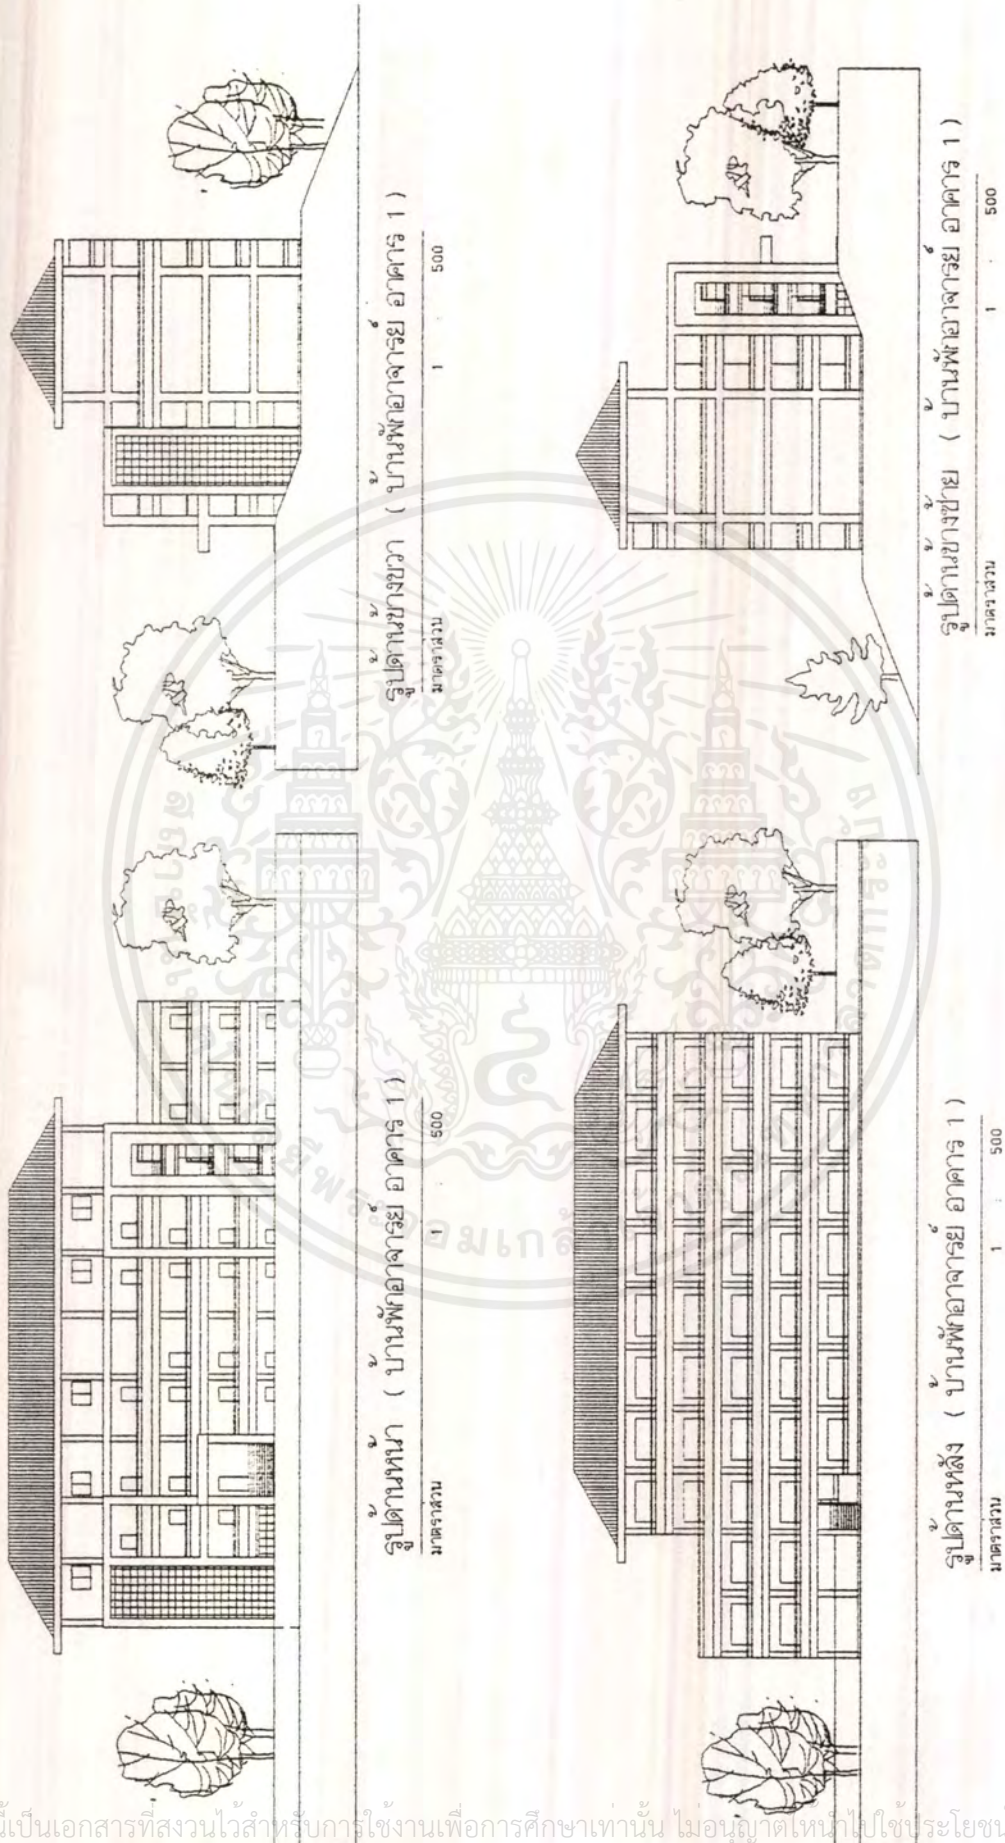 รูปด้านหน้า ( บ้านพักอาจารย์ อาคาร 1 )
มาตราส่วน 1 : 500
รูปด้านข้างขวา ( บ้านพักอาจารย์ อาคาร 1 )
มาตราส่วน 1 : 500
รูปด้านหลัง ( บ้านพักอาจารย์ อาคาร 1 )
มาตราส่วน 1 : 500
รูปด้านข้างซ้าย ( บ้านพักอาจารย์ อาคาร 1 )
มาตราส่วน 1 : 500
นี้เป็นเอกสารที่สงวนไว้สำหรับการใช้งานเพื่อการศึกษาเท่านั้น ไม่อนุญาตให้นำไปใช้ประโยชน